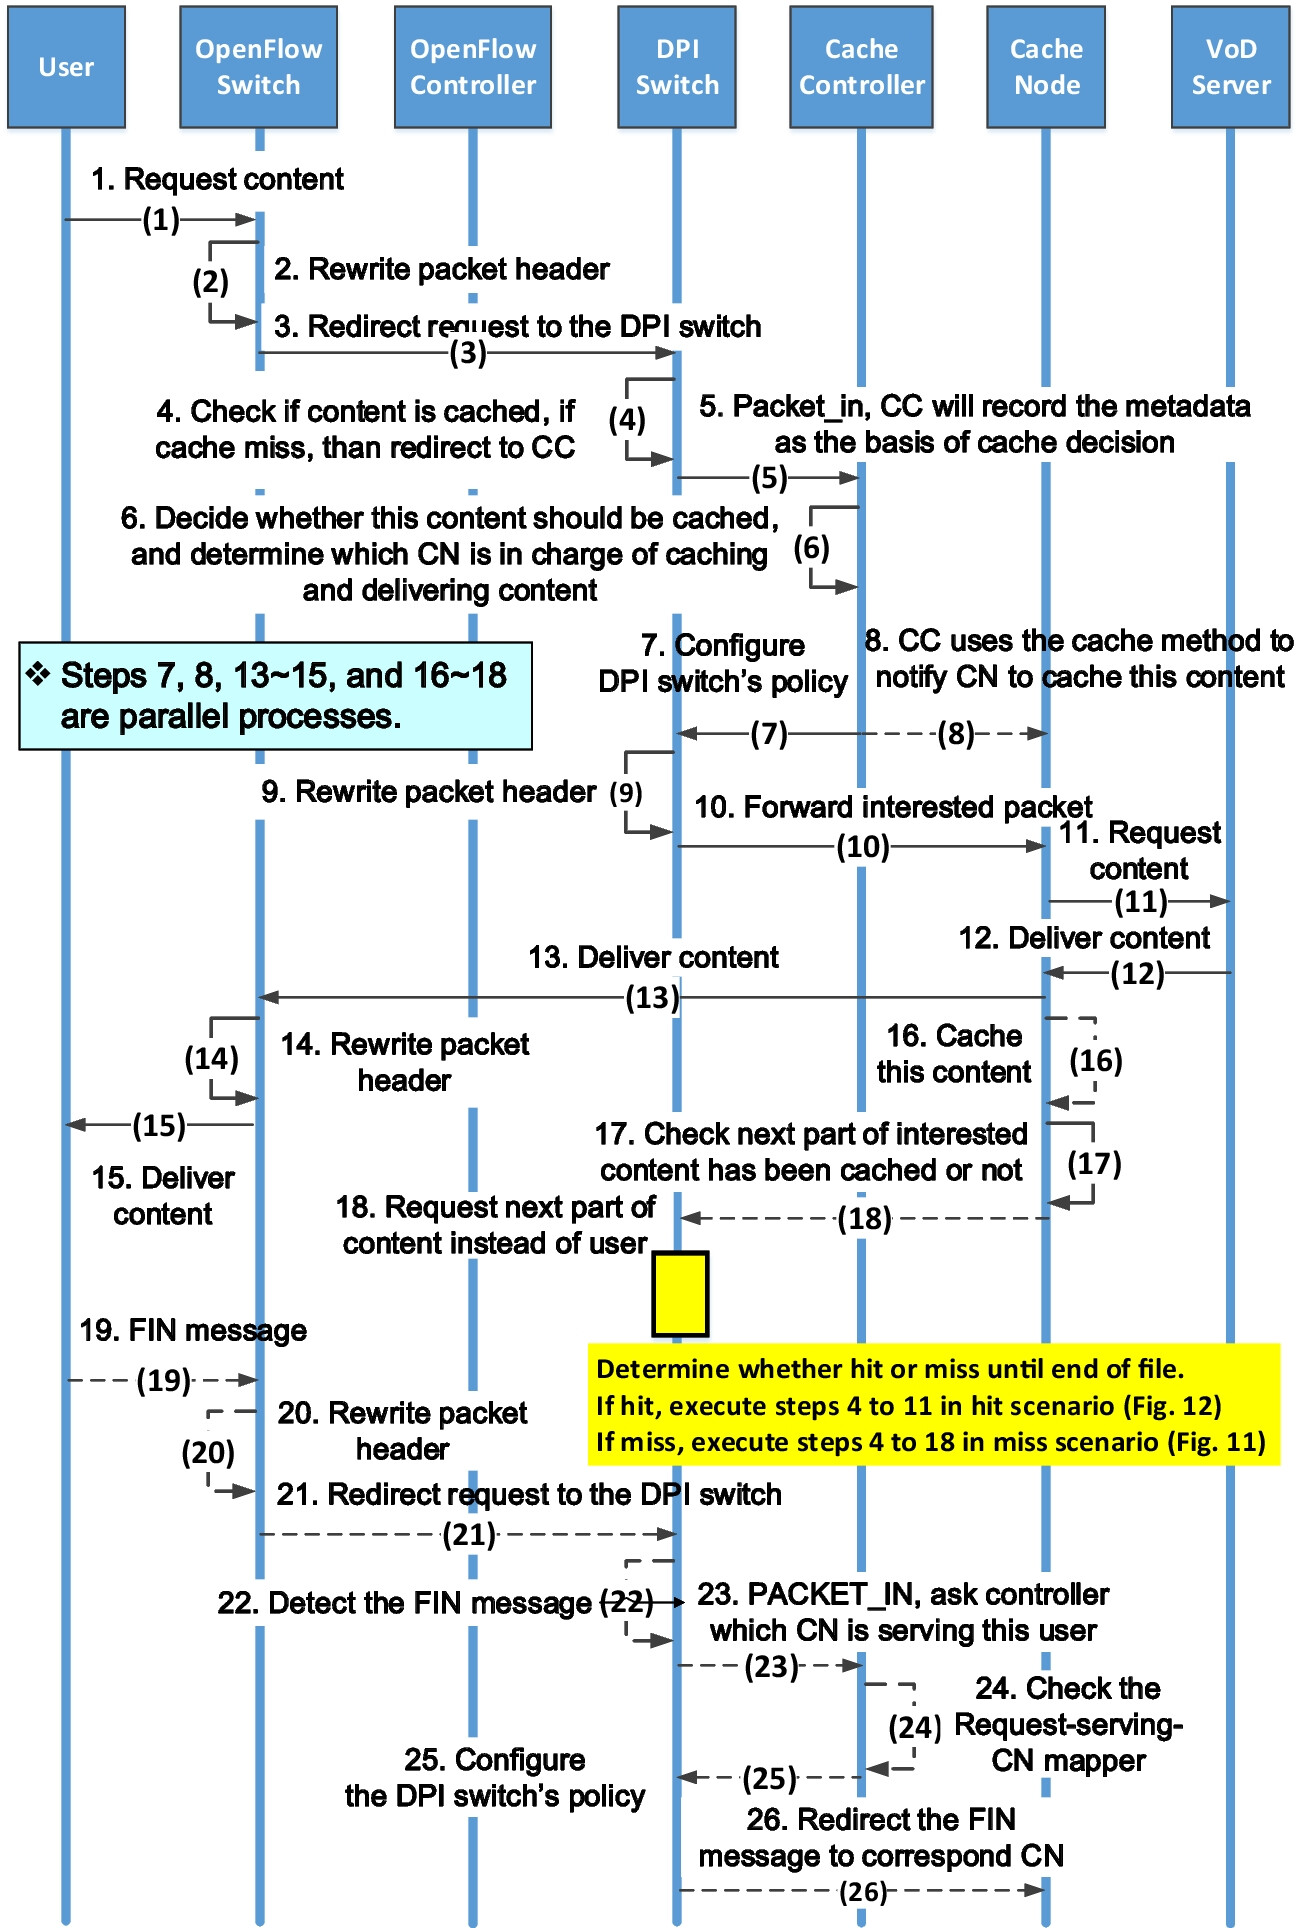 User
OpenFlow
Switch
OpenFlow
Controller
DPI
Switch
Cache
Controller
Cache
Node
VoD
Server
1. Request content
(1)
(2)
2. Rewrite packet header
3. Redirect request to the DPI switch
(3)
4. Check if content is cached, if
cache miss, than redirect to CC
(4)
5. Packet_in, CC will record the metadata
as the basis of cache decision
(5)
6. Decide whether this content should be cached,
and determine which CN is in charge of caching
and delivering content
(6)
❖ Steps 7, 8, 13~15, and 16~18
are parallel processes.
7. Configure
DPI switch's policy
8. CC uses the cache method to
notify CN to cache this content
(7)
(8)
9. Rewrite packet header
(9)
10. Forward interested packet
(10)
11. Request
content
(11)
12. Deliver content
(12)
13. Deliver content
(13)
(14)
14. Rewrite packet
header
16. Cache
this content
(16)
(15)
15. Deliver
content
17. Check next part of interested
content has been cached or not
(17)
18. Request next part of
content instead of user
(18)
19. FIN message
(19)
Determine whether hit or miss until end of file.
If hit, execute steps 4 to 11 in hit scenario (Fig. 12)
If miss, execute steps 4 to 18 in miss scenario (Fig. 11)
20. Rewrite packet
header
(20)
21. Redirect request to the DPI switch
(21)
22. Detect the FIN message
(22)
23. PACKET_IN, ask controller
which CN is serving this user
(23)
24. Check the
Request-serving-
CN mapper
(24)
25. Configure
the DPI switch's policy
(25)
26. Redirect the FIN
message to correspond CN
(26)